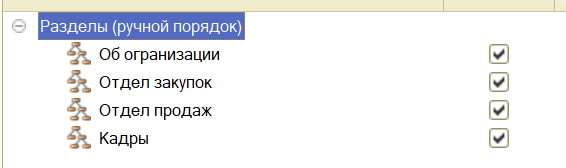 Разделы (ручной порядок)
Об огранизации
Отдел закупок
Отдел продаж
Кадры